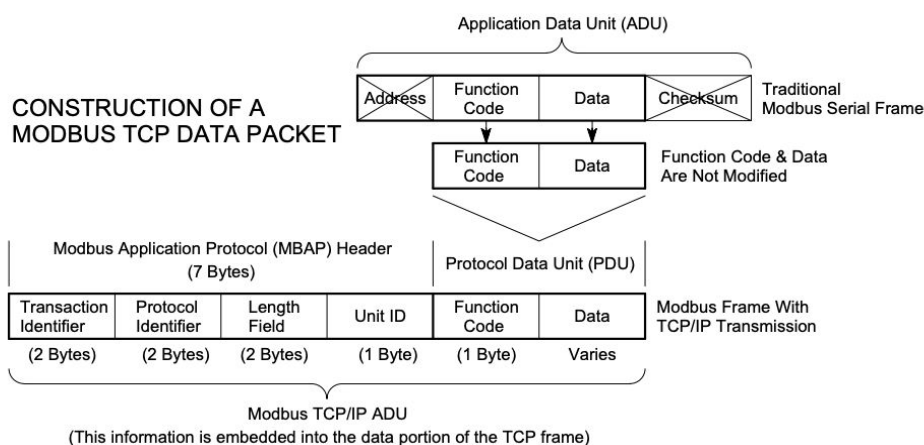 Application Data Unit (ADU)
CONSTRUCTION OF A
MODBUS TCP DATA PACKET
Address
Function
Code
Data
Checksum
Traditional
Modbus Serial Frame
Function
Code
Data
Function Code & Data
Are Not Modified
Modbus Application Protocol (MBAP) Header
(7 Bytes)
Protocol Data Unit (PDU)
Transaction
Identifier
Protocol
Identifier
Length
Field
Unit ID
Function
Code
Data
Modbus Frame With
TCP/IP Transmission
(2 Bytes)
(2 Bytes)
(2 Bytes)
(1 Byte)
(1 Byte)
Varies
Modbus TCP/IP ADU
(This information is embedded into the data portion of the TCP frame)